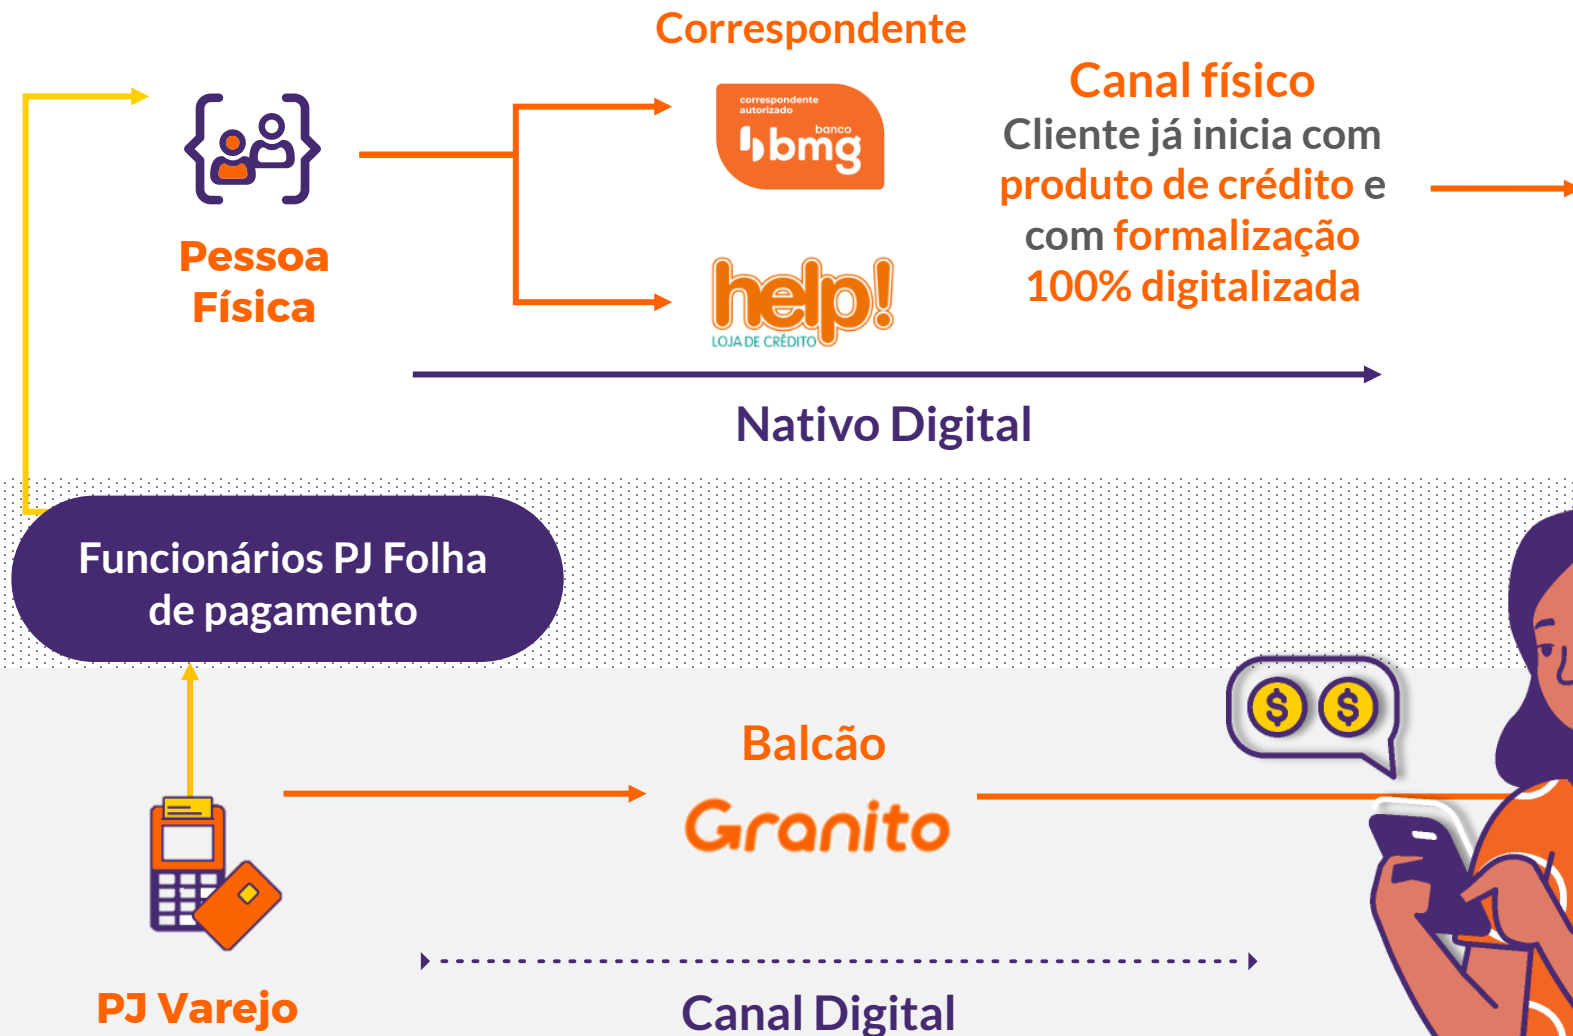 Correspondente
correspondente
autorizado
banco
bmg
Canal físico
Cliente já inicia com
produto de crédito e
com formalização
100% digitalizada
Pessoa
Física
help!
LOJA DE CRÉDITO
Nativo Digital
Funcionários PJ Folha
de pagamento
$ $
Balcão
Granito
PJ Varejo
Canal Digital